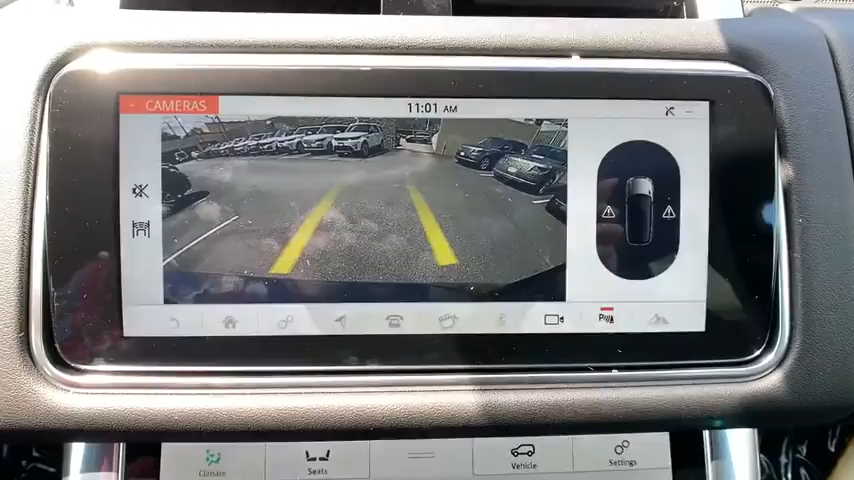 CAMERAS
11:01 AM
P
Climate
Seats
Vehicle
Settings